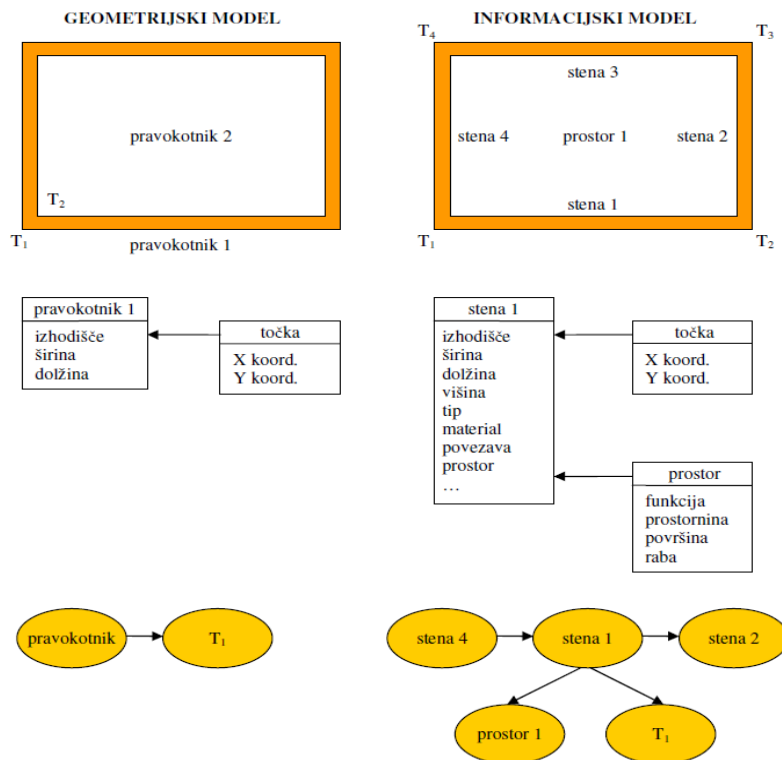 GEOMETRIJSKI MODEL
pravokotnik 2
T₂
T₁
pravokotnik 1
INFORMACIJSKI MODEL
T₄
T₃
stena 3
stena 4
prostor 1
stena 2
stena 1
T₁
T₂
pravokotnik 1
izhodišče
širina
dolžina
točka
X koord.
Y koord.
stena 1
izhodišče
širina
dolžina
višina
tip
material
povezava
prostor
…
točka
X koord.
Y koord.
prostor
funkcija
prostornina
površina
raba
pravokotnik
T₁
stena 4
stena 1
stena 2
prostor 1
T₁